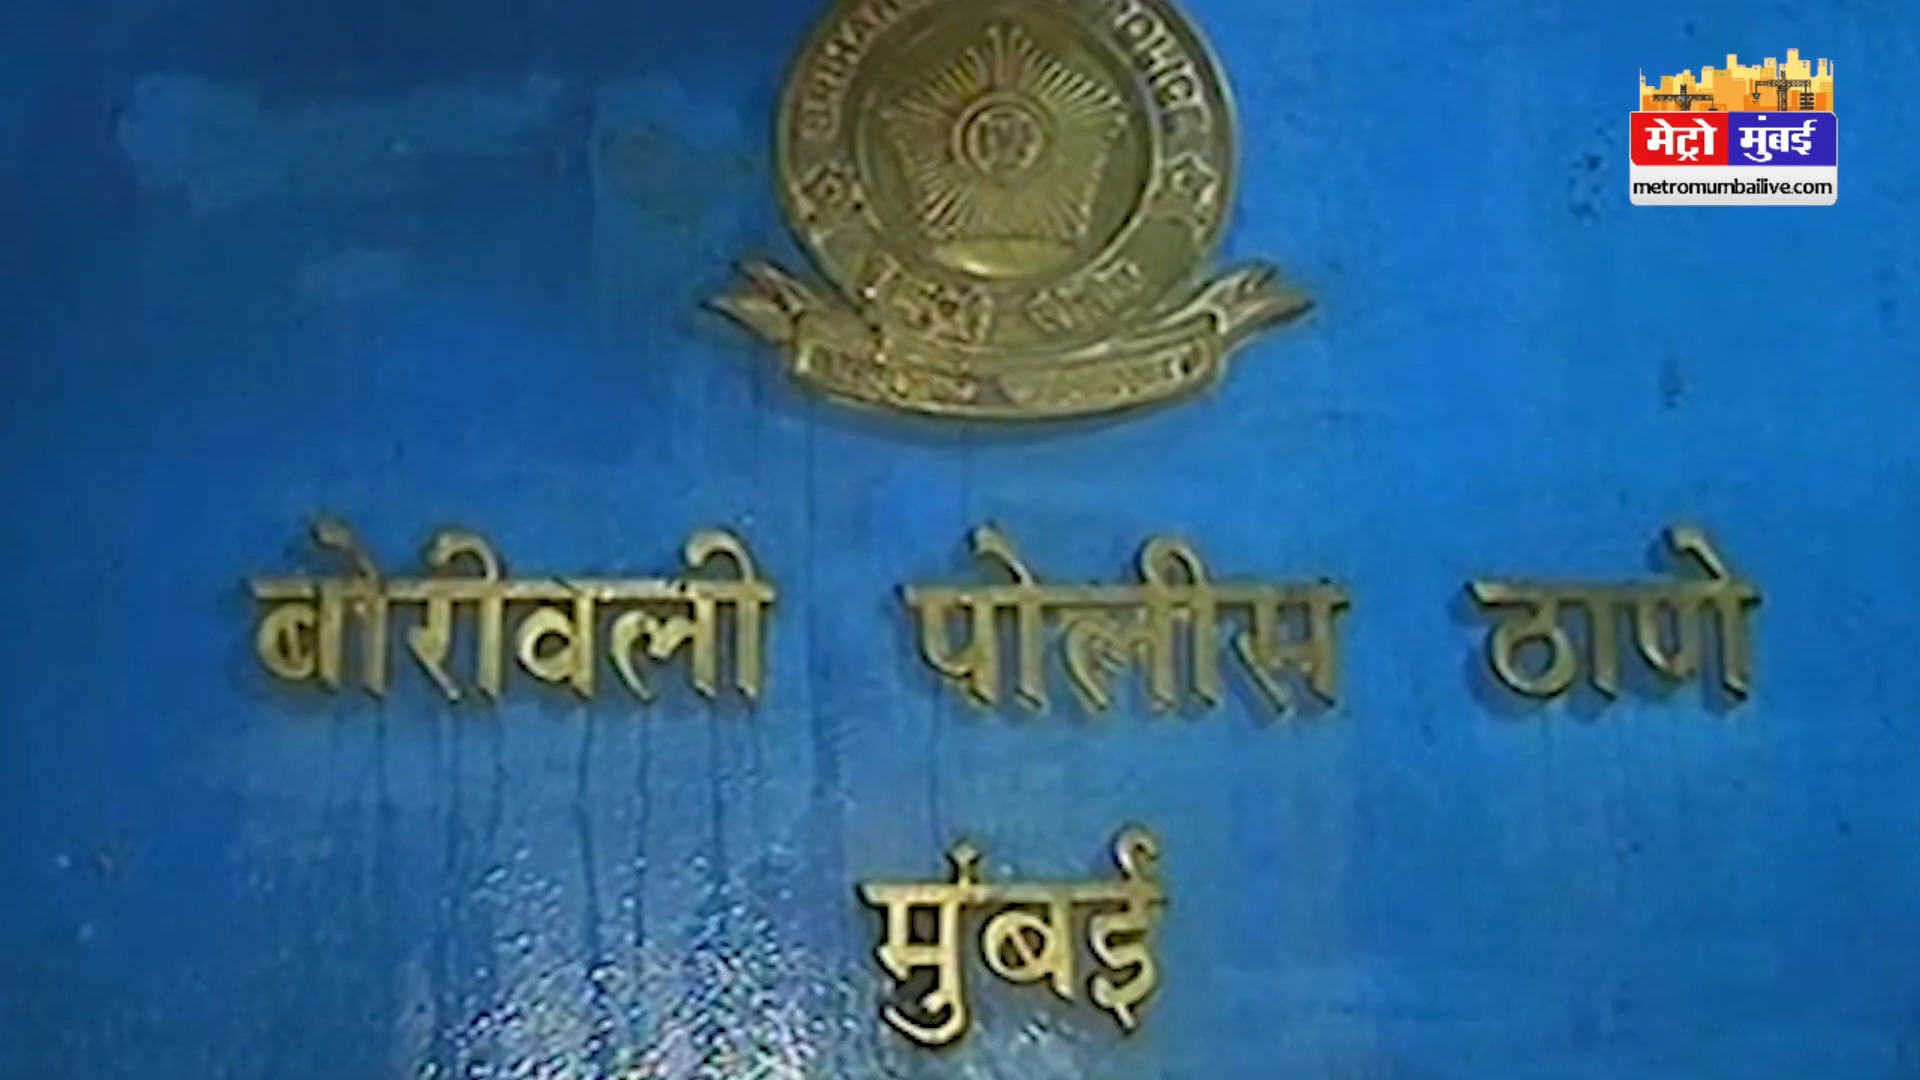 मेट्रो मुंबई
metromumbailive.com
बोरीवली पोलीस ठाणे
मुंबई